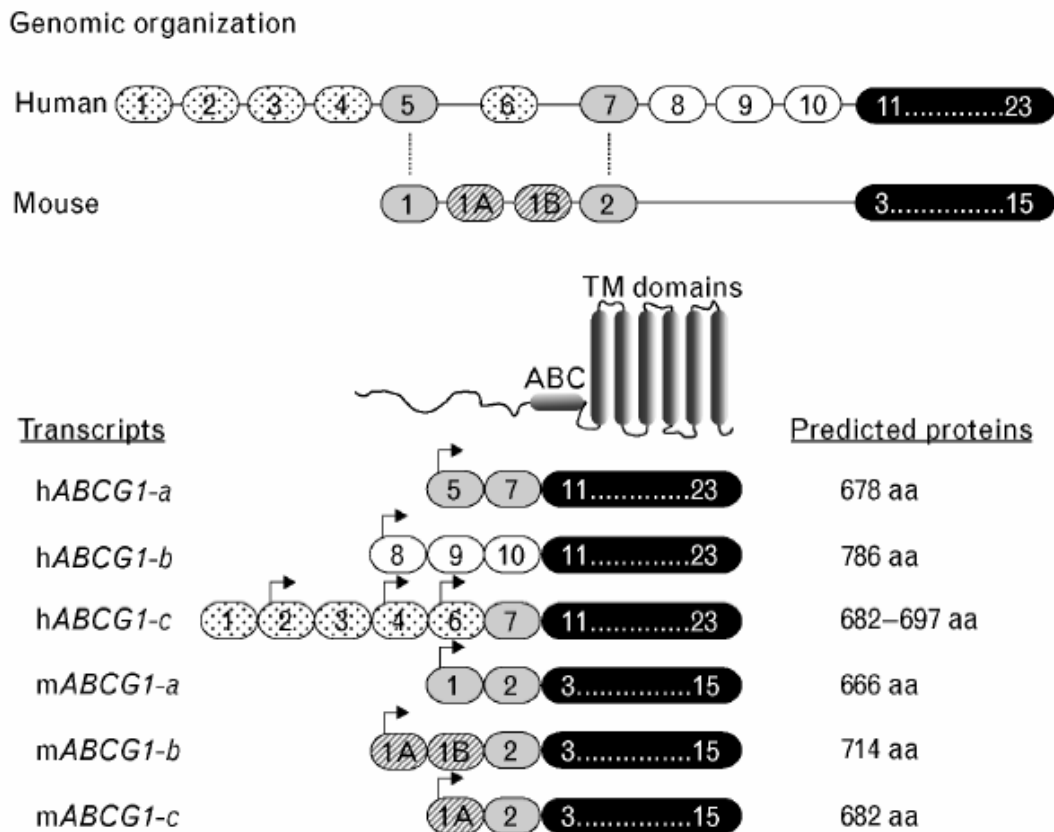 Genomic organization
Human 1 2 3 4 5 6 7 8 9 10 11.............23
Mouse 1 1A 1B 2 3..............15
TM domains
ABC
Transcripts Predicted proteins
hABCG1-a 5 7 11.............23 678 aa
hABCG1-b 8 9 10 11.............23 786 aa
hABCG1-c 1 2 3 4 6 7 11.............23 682–697 aa
mABCG1-a 1 2 3...............15 666 aa
mABCG1-b 1A 1B 2 3...............15 714 aa
mABCG1-c 1A 2 3...............15 682 aa